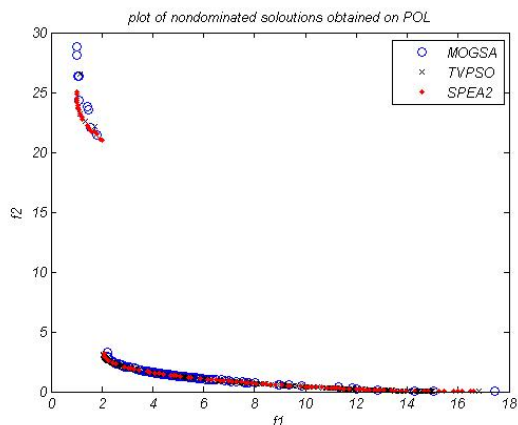 plot of nondominated soloutions obtained on POL
30
25
20
15
10
5
0
f2
MOGSA
TVPSO
SPEA2
0 2 4 6 8 10 12 14 16 18
f1